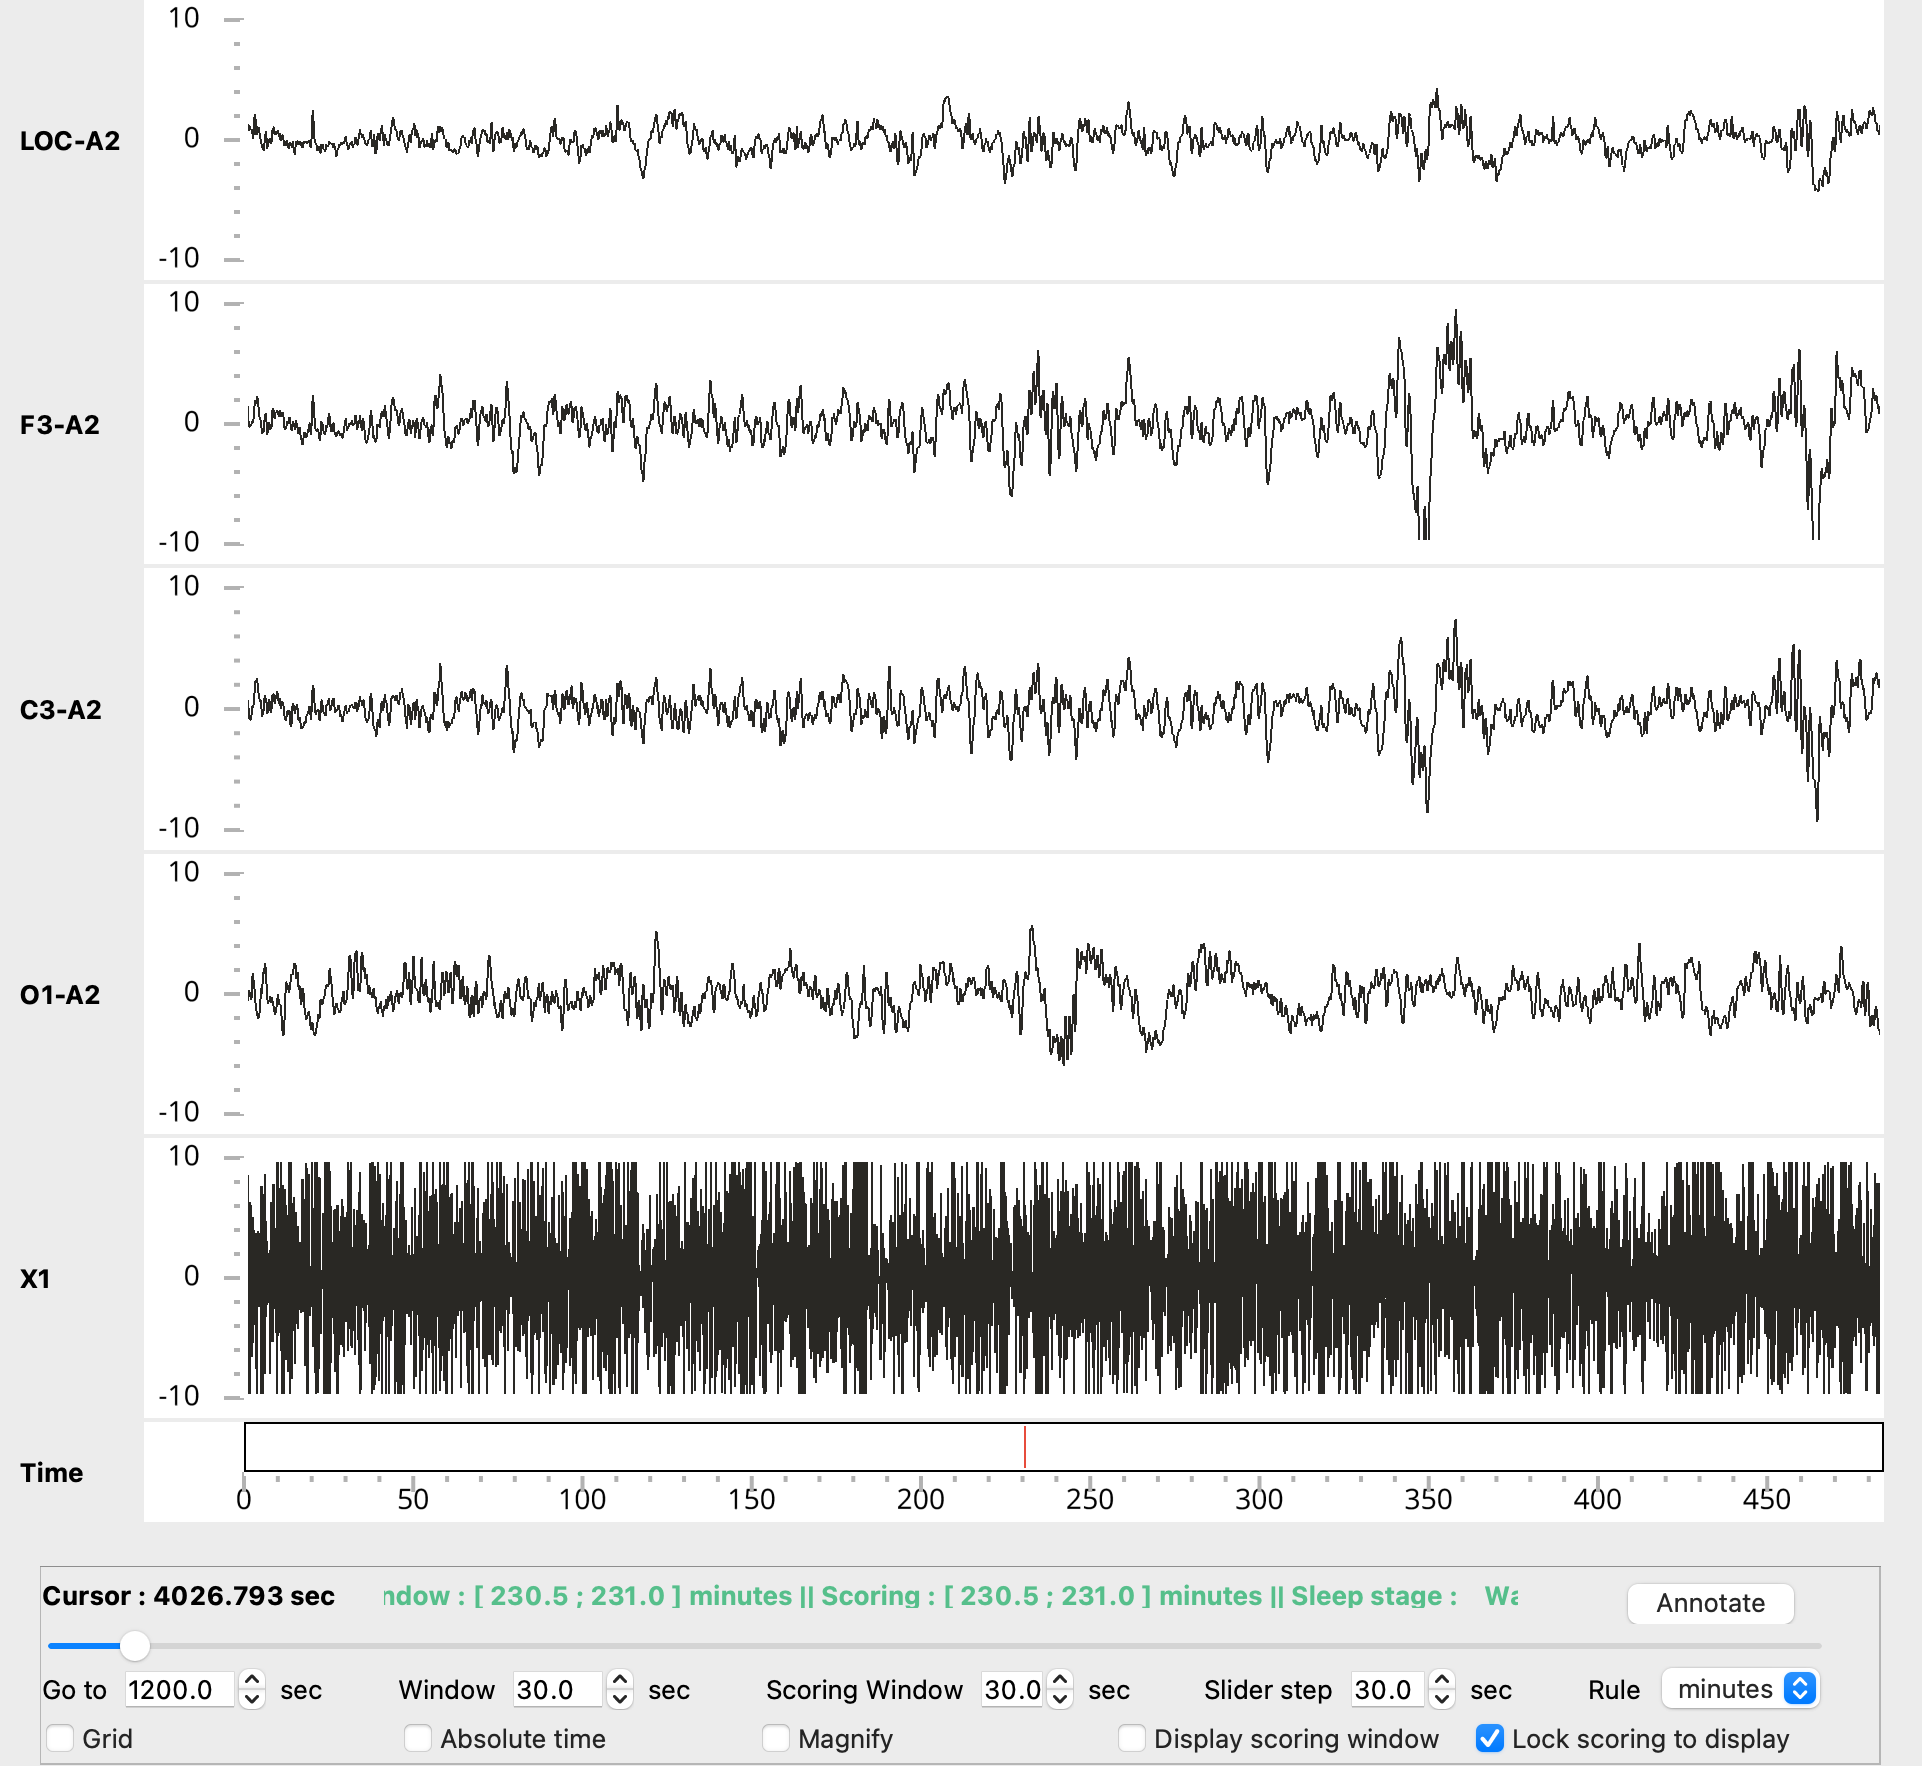 10
LOC-A2
0
-10
10
F3-A2
0
-10
10
C3-A2
0
-10
10
O1-A2
0
-10
10
X1
0
-10
Time
0 50 100 150 200 250 300 350 400 450
Cursor : 4026.793 sec ndow : [ 230.5 ; 231.0 ] minutes || Scoring : [ 230.5 ; 231.0 ] minutes || Sleep stage : Wa Annotate
Go to 1200.0 sec Window 30.0 sec Scoring Window 30.0 sec Slider step 30.0 sec Rule minutes
Grid Absolute time Magnify Display scoring window Lock scoring to display